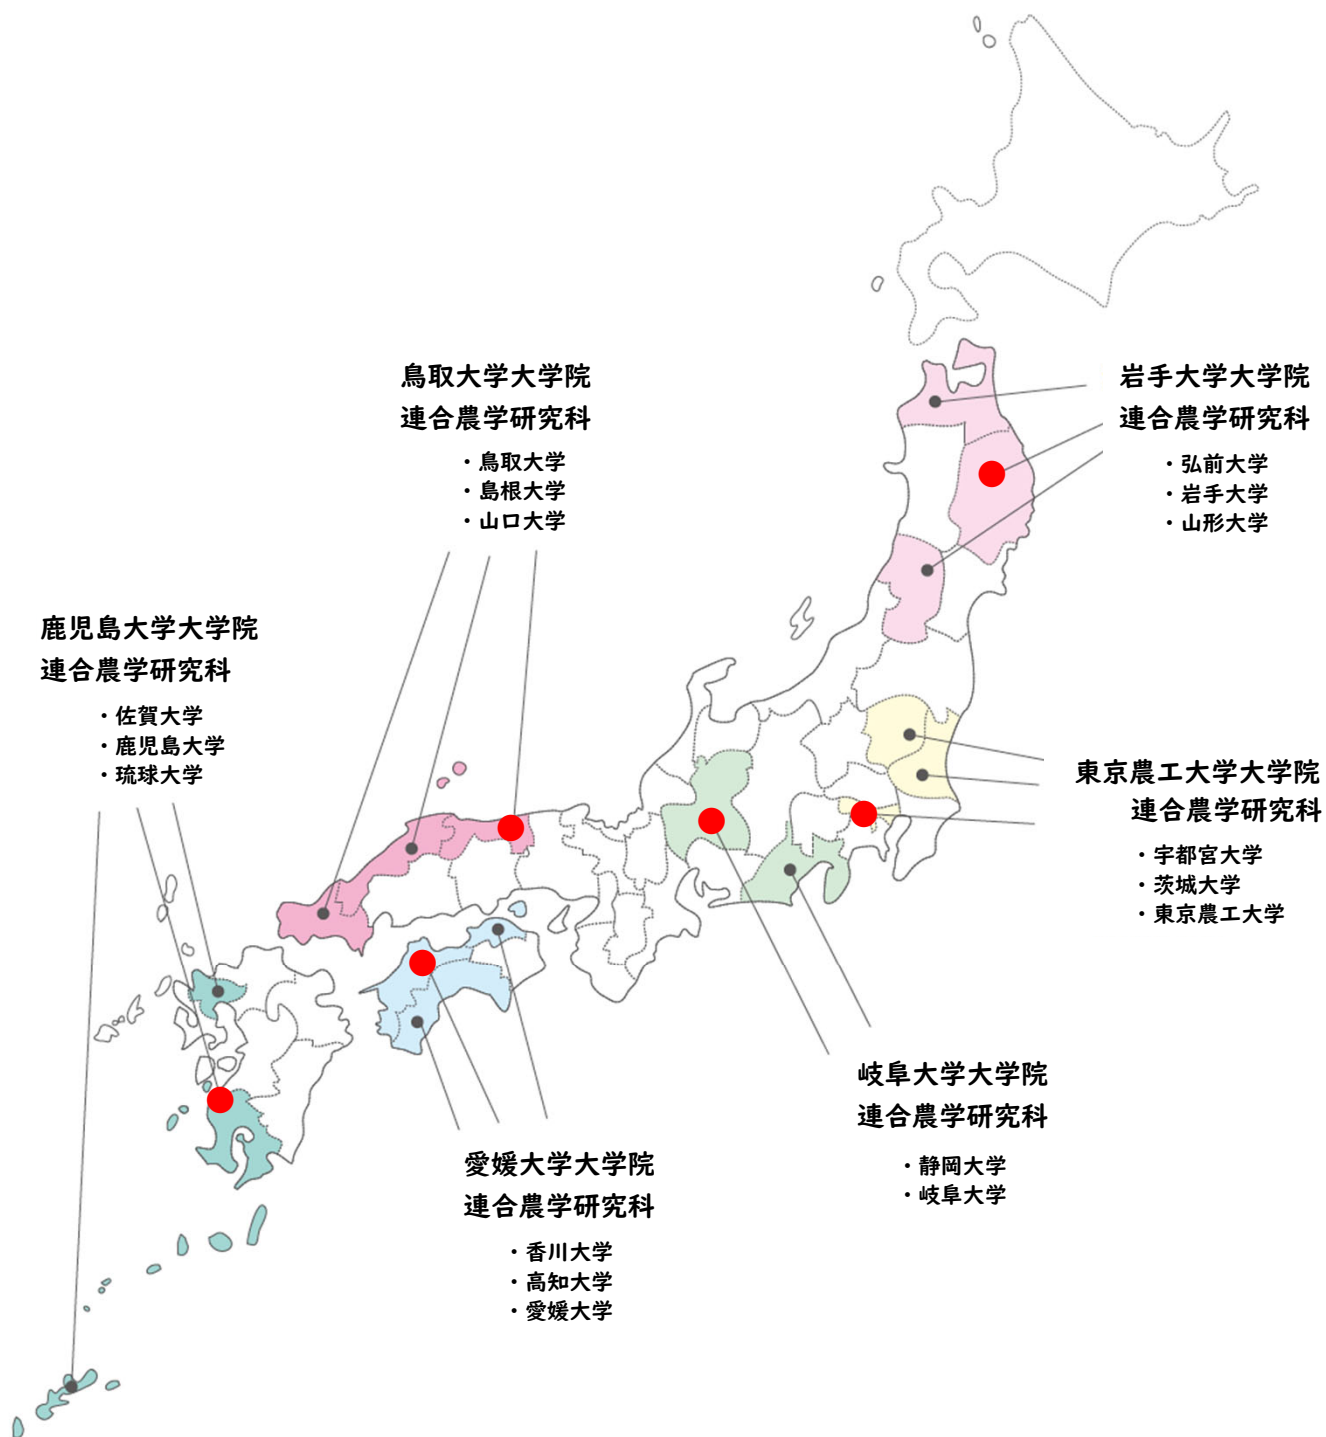 鳥取大学大学院
連合農学研究科
・鳥取大学
・島根大学
・山口大学
岩手大学大学院
連合農学研究科
・弘前大学
・岩手大学
・山形大学
鹿児島大学大学院
連合農学研究科
・佐賀大学
・鹿児島大学
・琉球大学
東京農工大学大学院
連合農学研究科
・宇都宮大学
・茨城大学
・東京農工大学
岐阜大学大学院
連合農学研究科
・静岡大学
・岐阜大学
愛媛大学大学院
連合農学研究科
・香川大学
・高知大学
・愛媛大学